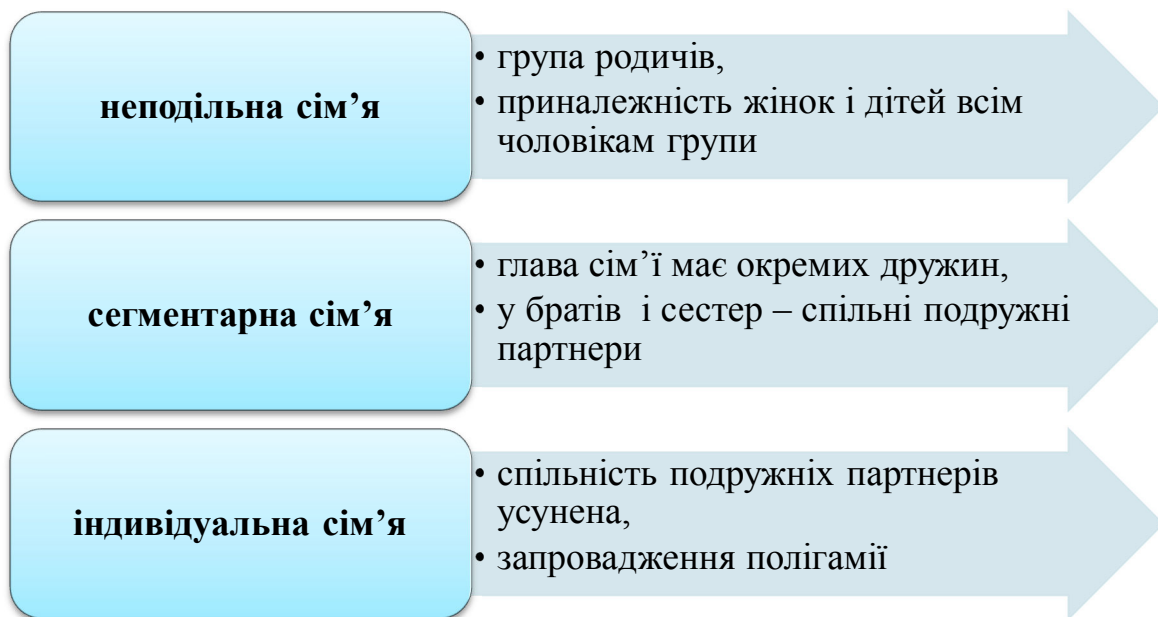 неподільна сім’я
• група родичів,
• приналежність жінок і дітей всім
чоловікам групи
сегментарна сім’я
• глава сім’ї має окремих дружин,
• у братів і сестер – спільні подружні
партнери
індивідуальна сім’я
• спільність подружніх партнерів
усунена,
• запровадження полігамії